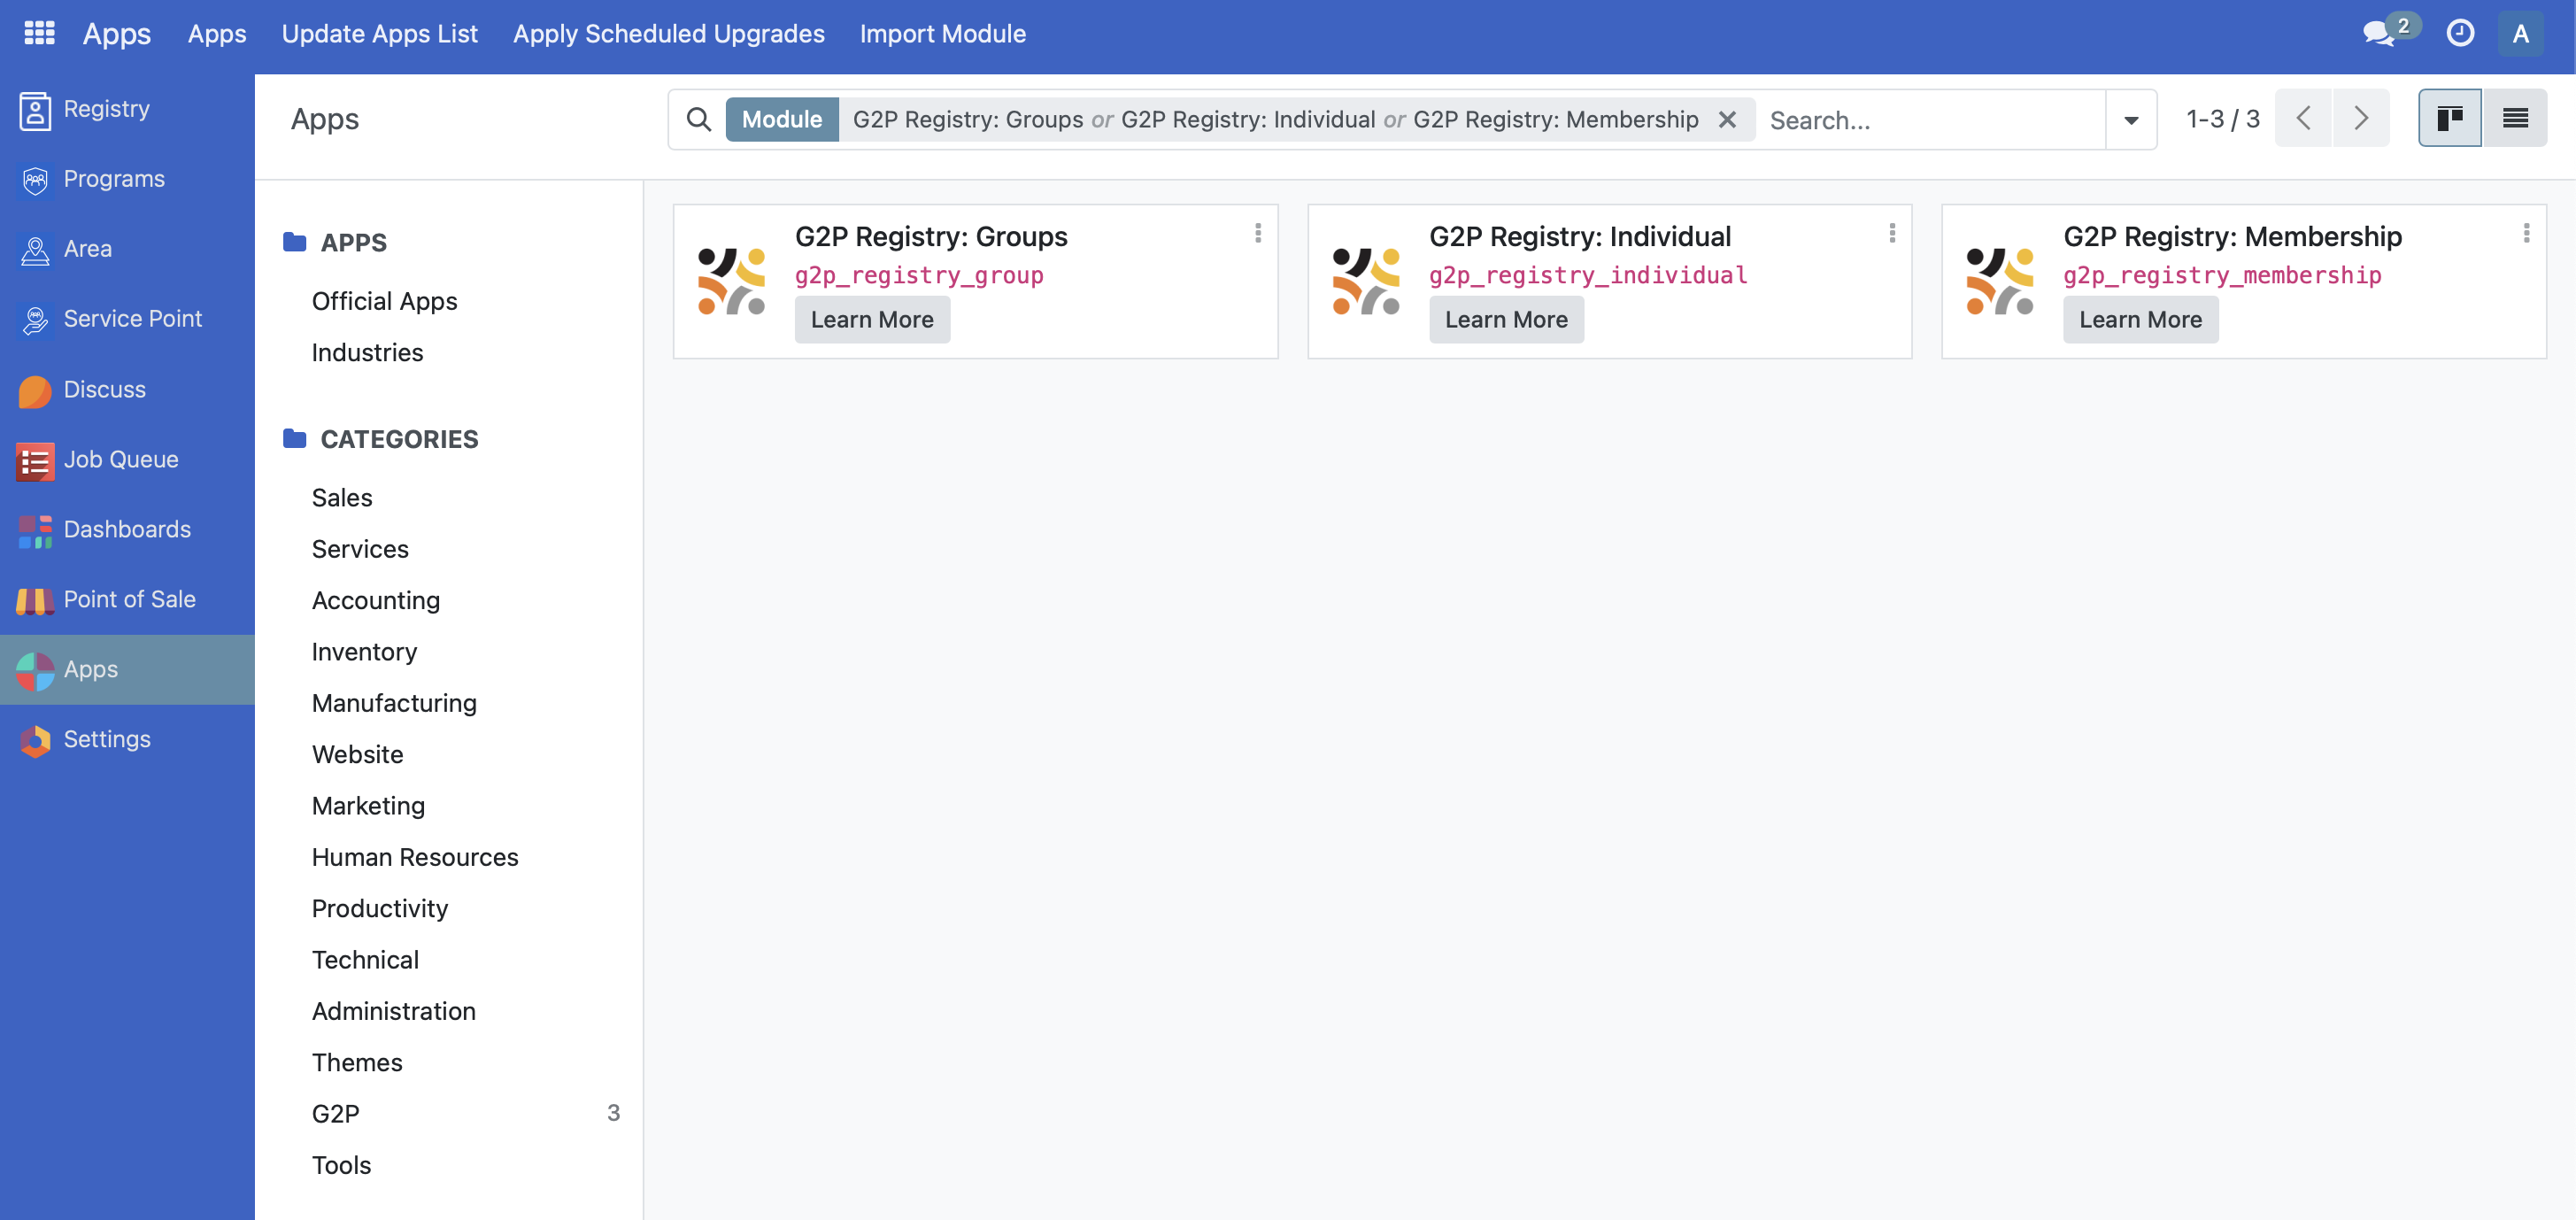 Apps Apps Update Apps List Apply Scheduled Upgrades Import Module 2 A
Registry
Programs
Area
Service Point
Discuss
Job Queue
Dashboards
Point of Sale
Apps
Settings
Apps
Module G2P Registry: Groups or G2P Registry: Individual or G2P Registry: Membership Search...
1-3 / 3
APPS
Official Apps
Industries
CATEGORIES
Sales
Services
Accounting
Inventory
Manufacturing
Website
Marketing
Human Resources
Productivity
Technical
Administration
Themes
G2P 3
Tools
G2P Registry: Groups
g2p_registry_group
Learn More
G2P Registry: Individual
g2p_registry_individual
Learn More
G2P Registry: Membership
g2p_registry_membership
Learn More